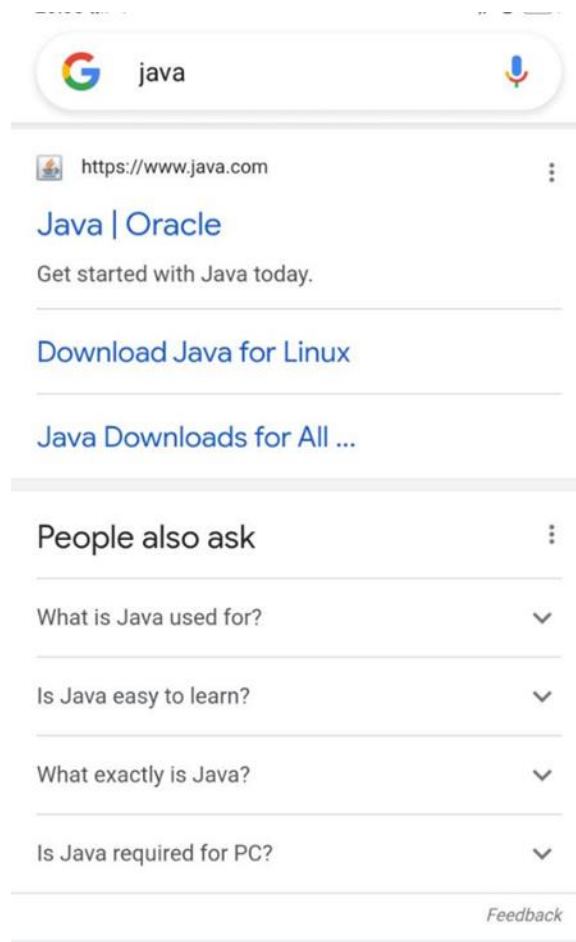 java
https://www.java.com
Java | Oracle
Get started with Java today.
Download Java for Linux
Java Downloads for All ...
People also ask
What is Java used for?
Is Java easy to learn?
What exactly is Java?
Is Java required for PC?
Feedback